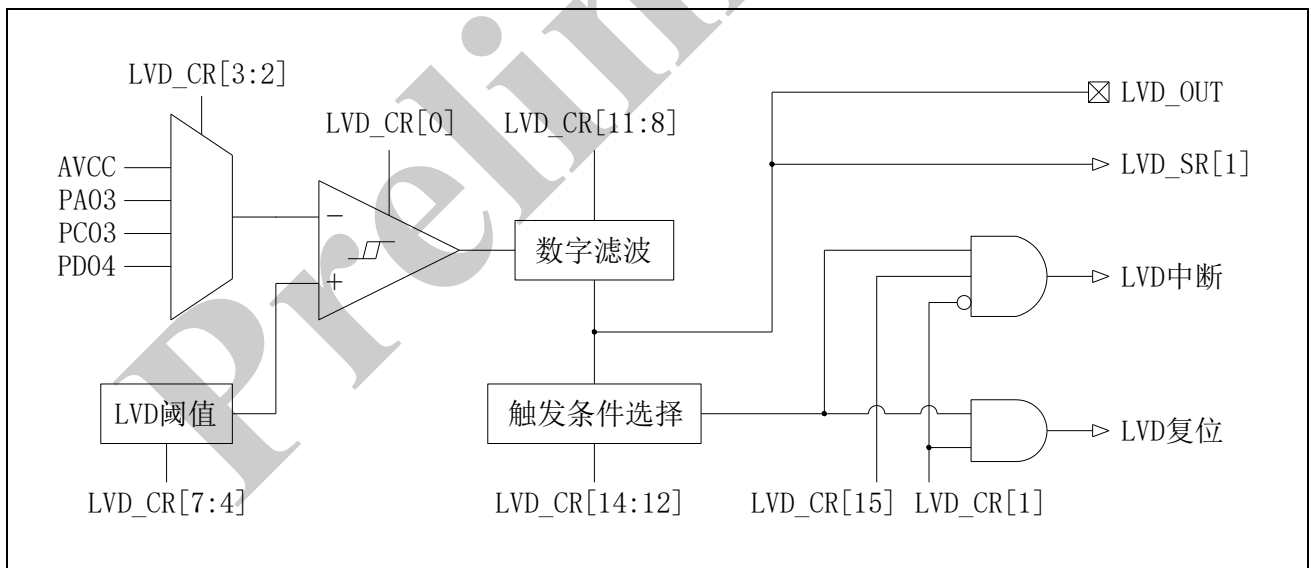 LVD_CR[3:2]
LVD_CR[0]
LVD_CR[11:8]
LVD_OUT
AVCC
PA03
PC03
PD04
LVD_SR[1]
−
+
数字滤波
LVD中断
LVD阈值
触发条件选择
LVD复位
LVD_CR[7:4]
LVD_CR[14:12]
LVD_CR[15]
LVD_CR[1]
Prelim